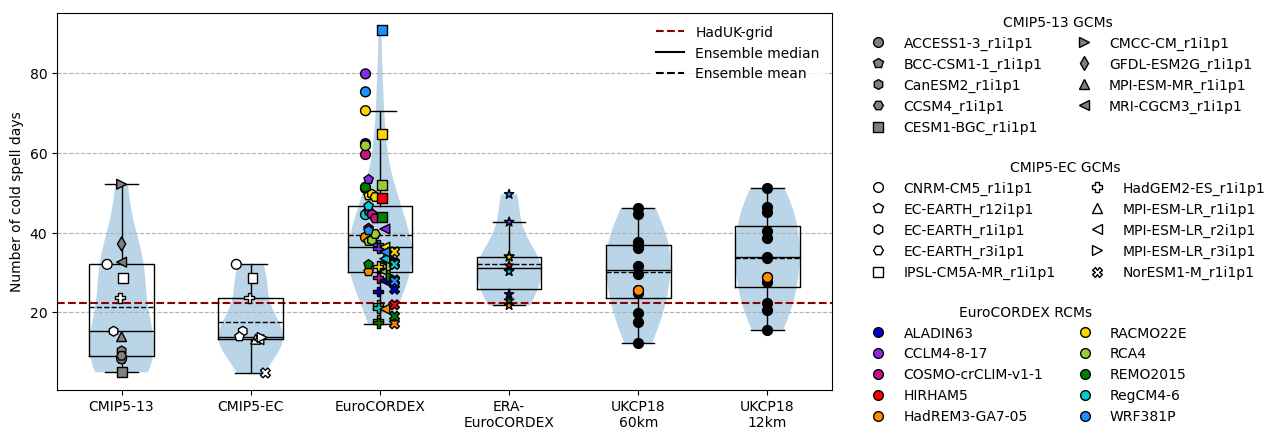 Number of cold spell days
80
60
40
20
HadUK-grid
Ensemble median
Ensemble mean
CMIP5-13
CMIP5-EC
EuroCORDEX
ERA-
EuroCORDEX
UKCP18
60km
UKCP18
12km
CMIP5-13 GCMs
ACCESS1-3_r1i1p1
BCC-CSM1-1_r1i1p1
CanESM2_r1i1p1
CCSM4_r1i1p1
CESM1-BGC_r1i1p1
CMCC-CM_r1i1p1
GFDL-ESM2G_r1i1p1
MPI-ESM-MR_r1i1p1
MRI-CGCM3_r1i1p1
CMIP5-EC GCMs
CNRM-CM5_r1i1p1
EC-EARTH_r12i1p1
EC-EARTH_r1i1p1
EC-EARTH_r3i1p1
IPSL-CM5A-MR_r1i1p1
HadGEM2-ES_r1i1p1
MPI-ESM-LR_r1i1p1
MPI-ESM-LR_r2i1p1
MPI-ESM-LR_r3i1p1
NorESM1-M_r1i1p1
EuroCORDEX RCMs
ALADIN63
CCLM4-8-17
COSMO-crCLIM-v1-1
HIRHAM5
HadREM3-GA7-05
RACMO22E
RCA4
REMO2015
RegCM4-6
WRF381P